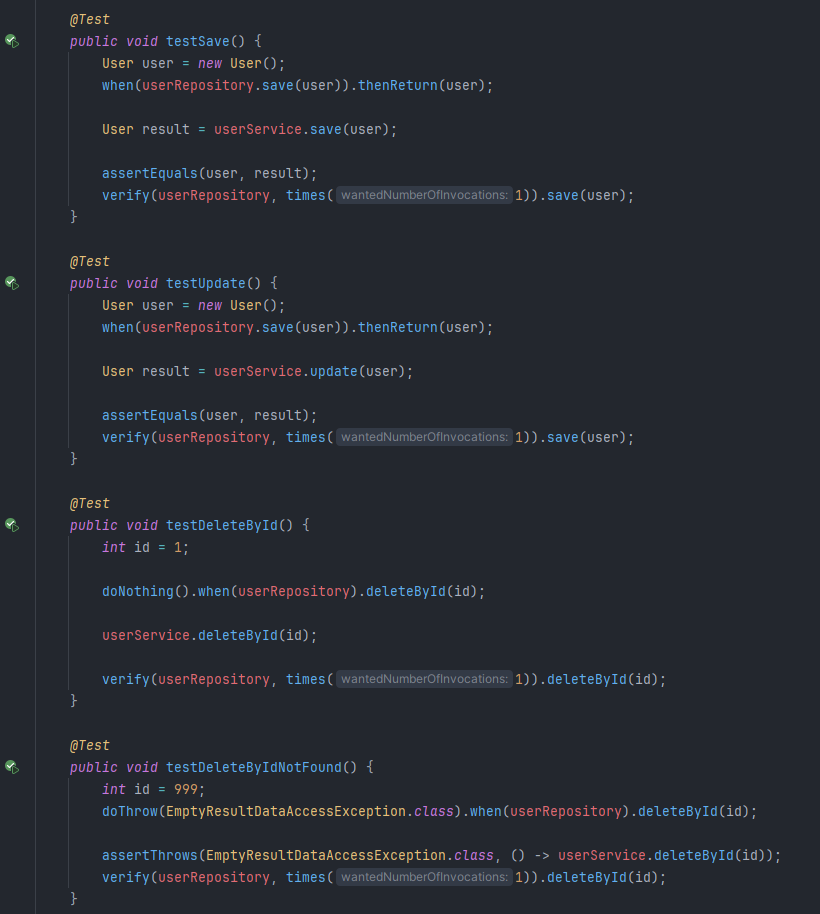 @Test
public void testSave() {
    User user = new User();
    when(userRepository.save(user)).thenReturn(user);

    User result = userService.save(user);

    assertEquals(user, result);
    verify(userRepository, times( wantedNumberOfInvocations: 1)).save(user);
}

@Test
public void testUpdate() {
    User user = new User();
    when(userRepository.save(user)).thenReturn(user);

    User result = userService.update(user);

    assertEquals(user, result);
    verify(userRepository, times( wantedNumberOfInvocations: 1)).save(user);
}

@Test
public void testDeleteById() {
    int id = 1;

    doNothing().when(userRepository).deleteById(id);

    userService.deleteById(id);

    verify(userRepository, times( wantedNumberOfInvocations: 1)).deleteById(id);
}

@Test
public void testDeleteByIdNotFound() {
    int id = 999;
    doThrow(EmptyResultDataAccessException.class).when(userRepository).deleteById(id);

    assertThrows(EmptyResultDataAccessException.class, () -> userService.deleteById(id));
    verify(userRepository, times( wantedNumberOfInvocations: 1)).deleteById(id);
}